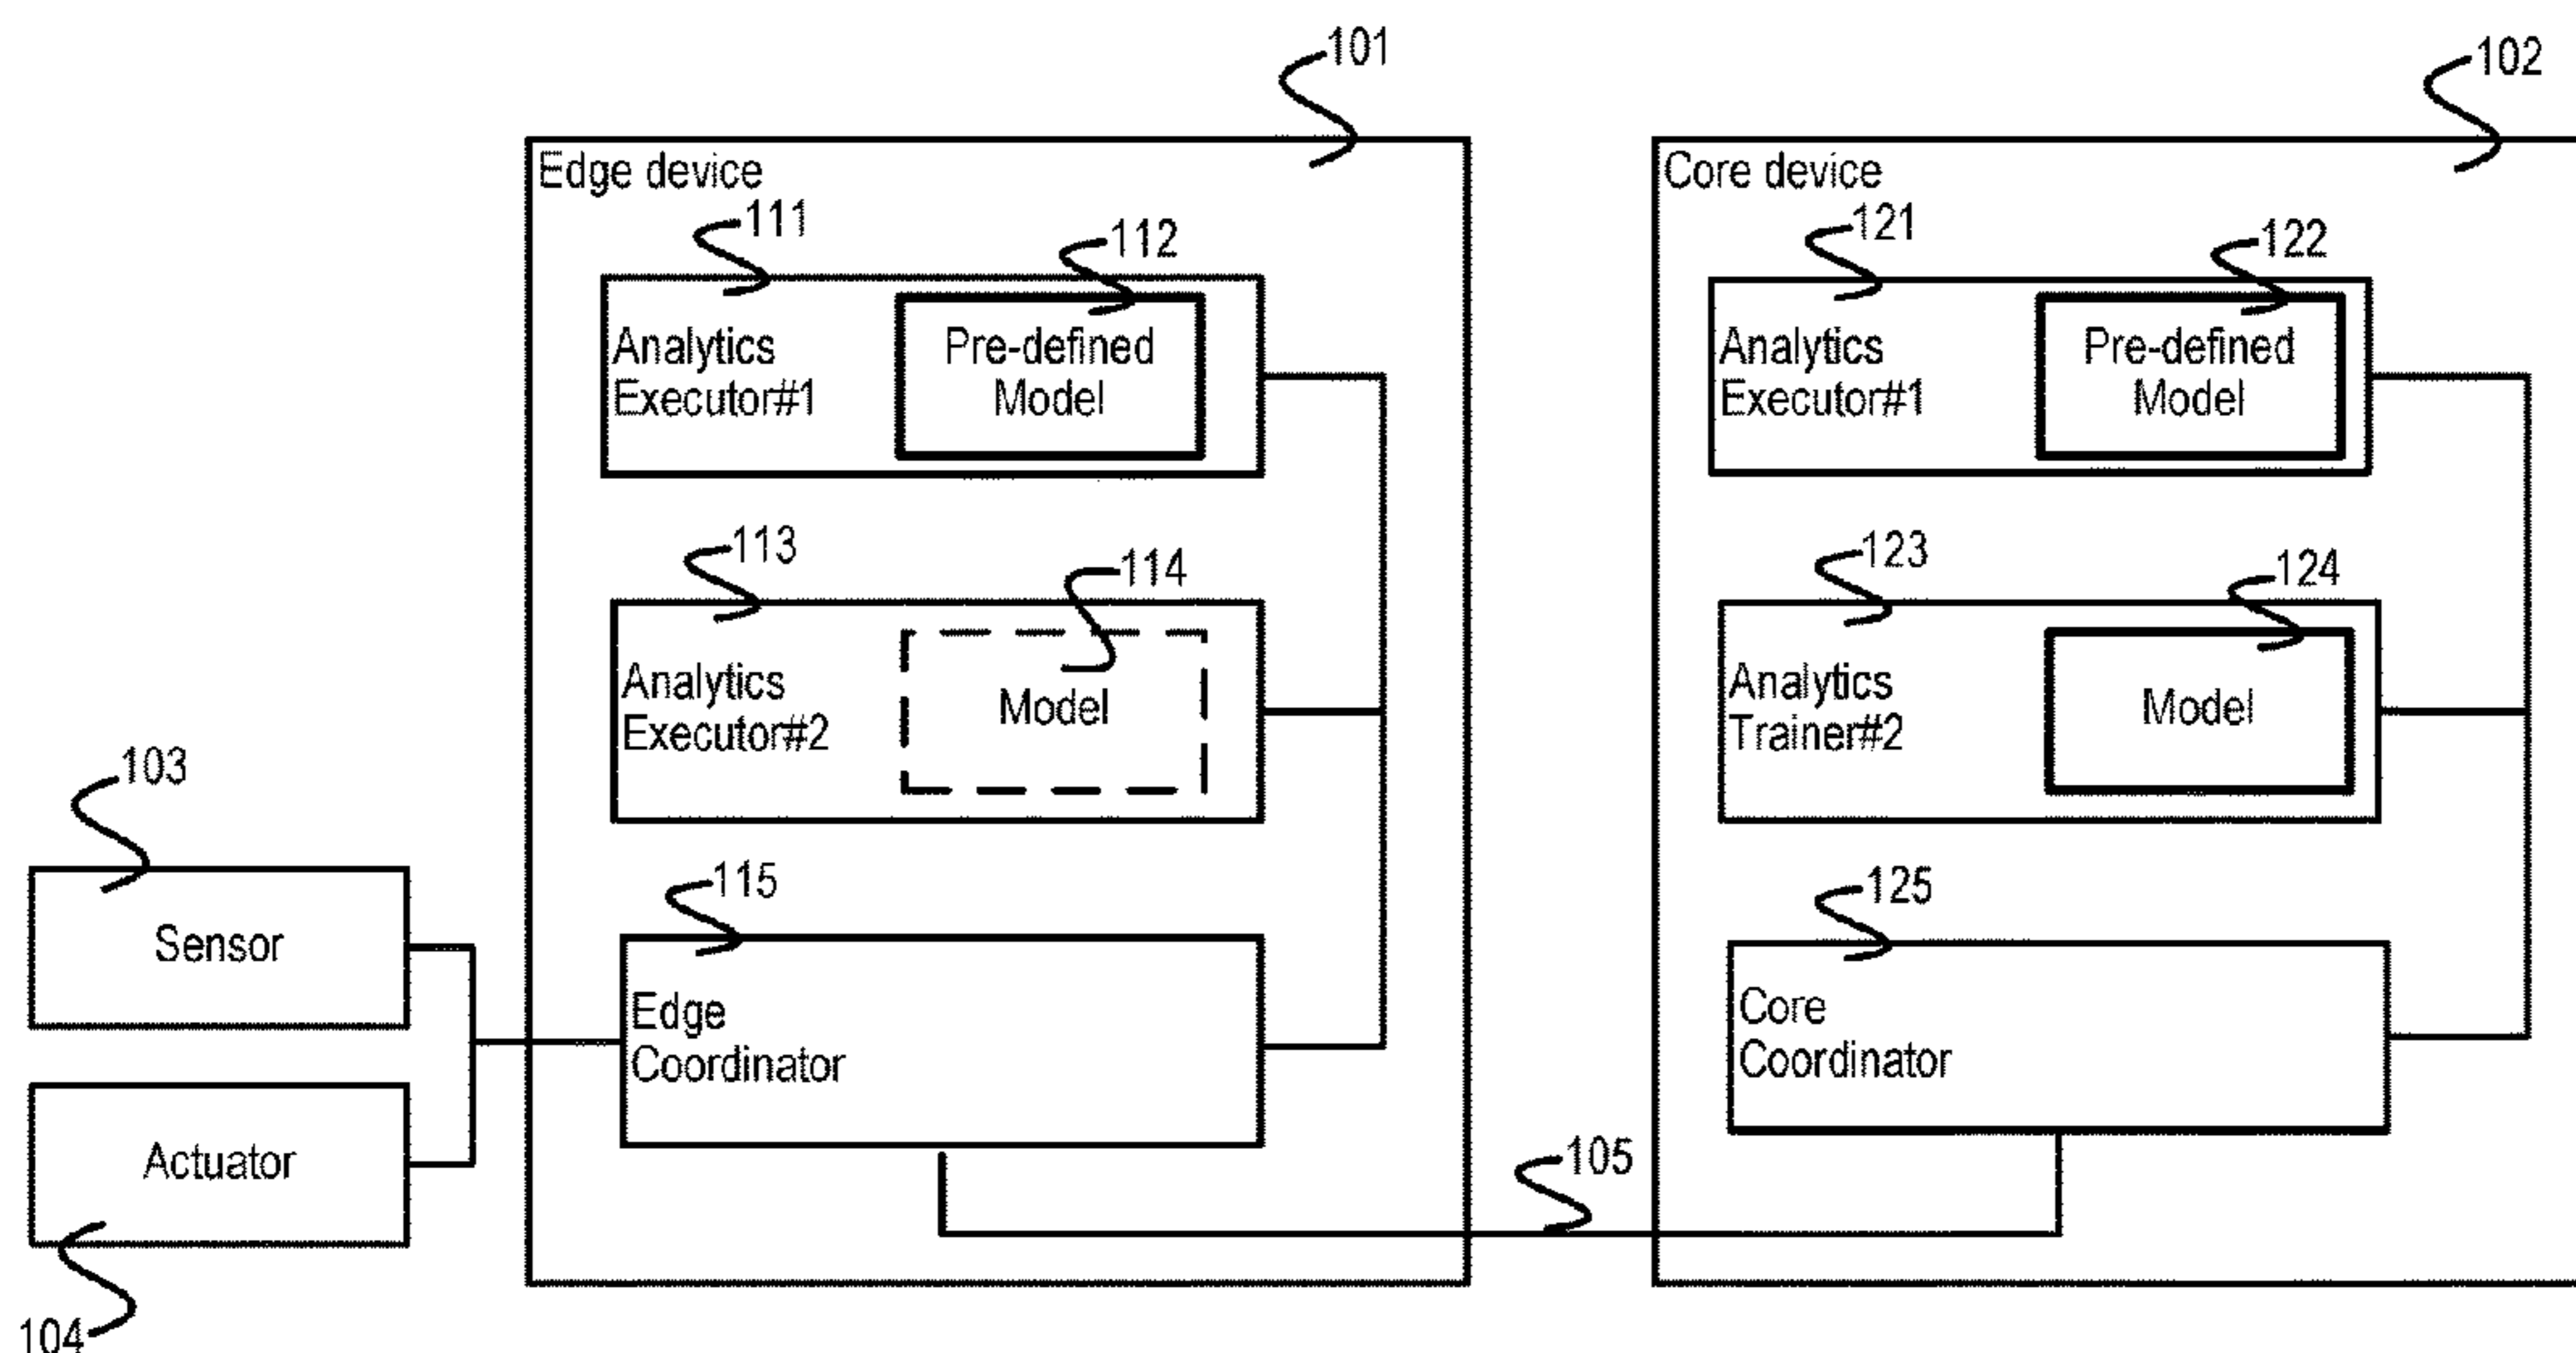 101
102
Edge device
Core device
111
112
121
122
Analytics
Executor#1
Pre-defined
Model
Analytics
Executor#1
Pre-defined
Model
113
114
123
124
Analytics
Executor#2
Model
Analytics
Trainer#2
Model
103
115
125
Sensor
Edge
Coordinator
Core
Coordinator
Actuator
105
104